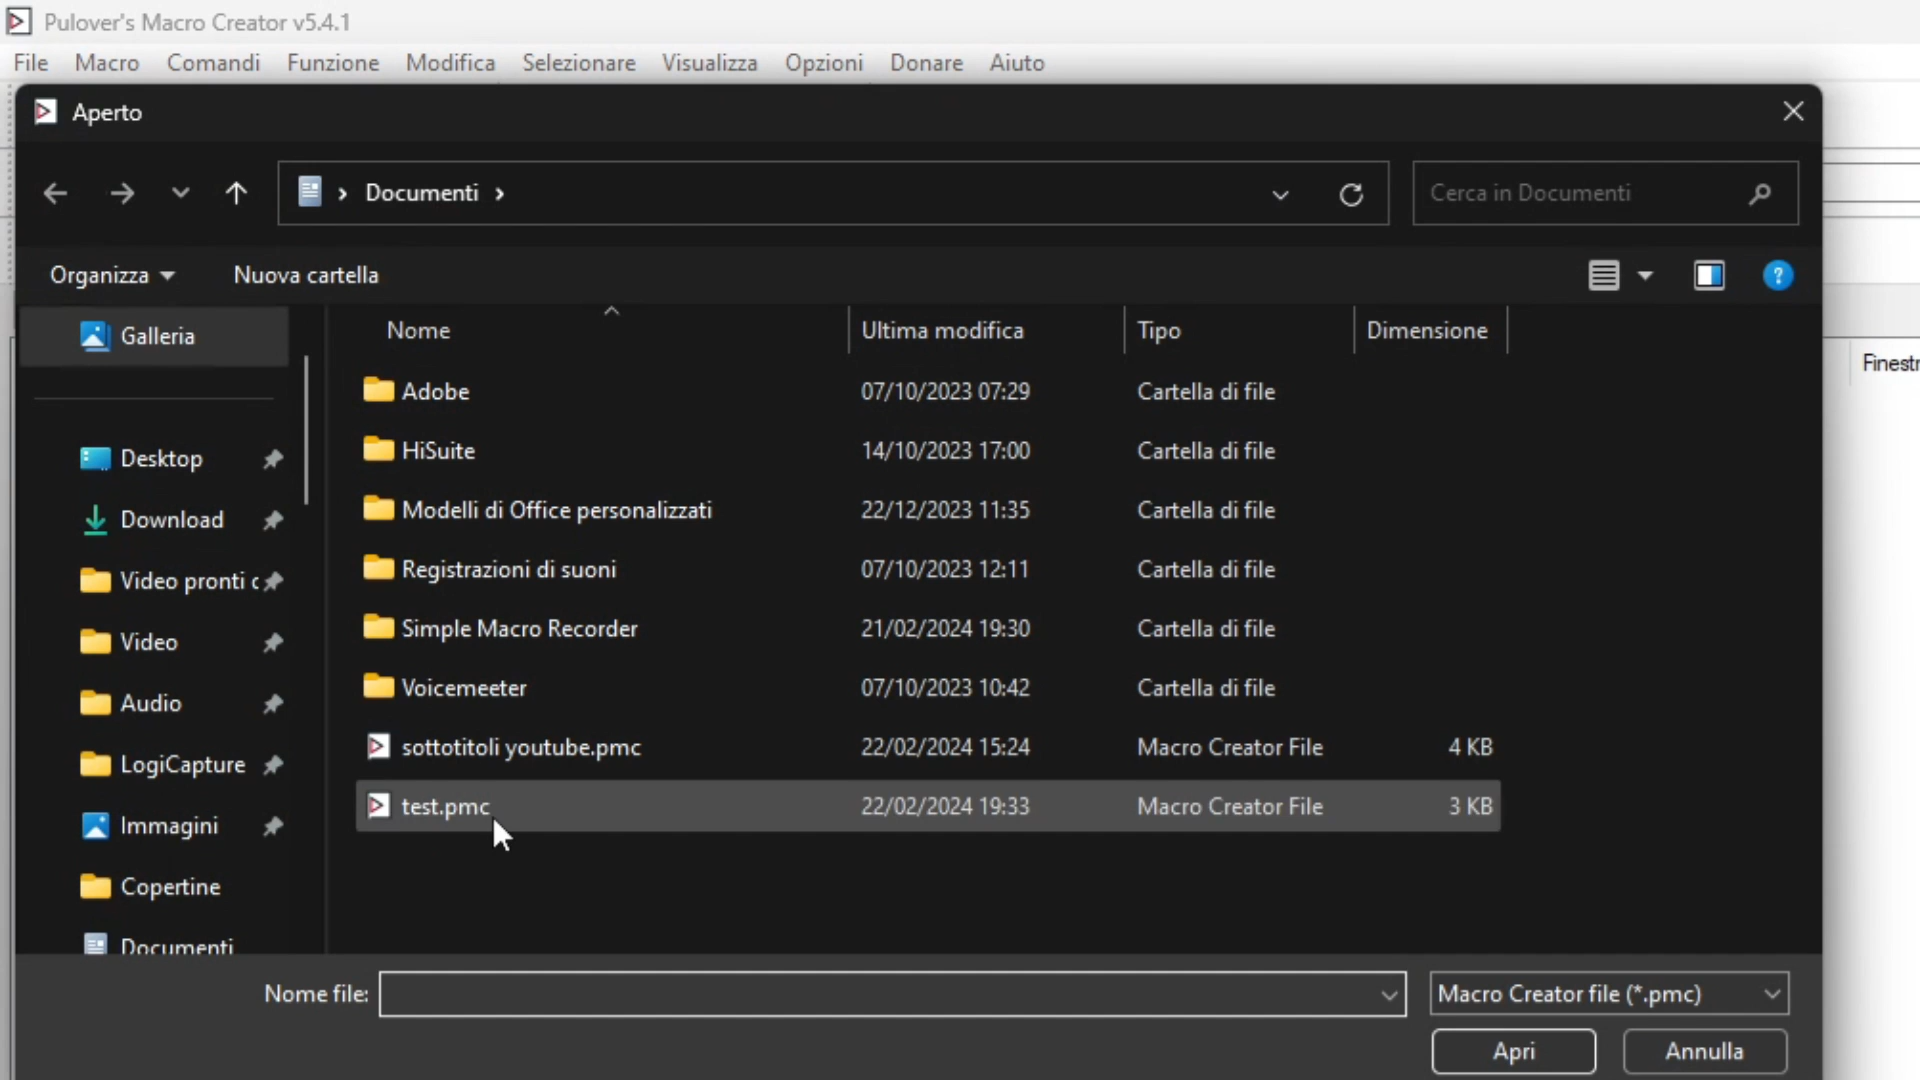 Pulover's Macro Creator v5.4.1
File Macro Comandi Funzione Modifica Selezionare Visualizza Opzioni Donare Aiuto
Aperto
Documenti
Cerca in Documenti
Organizza Nuova cartella
Galleria
Nome Ultima modifica Tipo Dimensione
Finestr
Adobe 07/10/2023 07:29 Cartella di file
HiSuite 14/10/2023 17:00 Cartella di file
Desktop
Modelli di Office personalizzati 22/12/2023 11:35 Cartella di file
Download
Registrazioni di suoni 07/10/2023 12:11 Cartella di file
Video pronti c
Simple Macro Recorder 21/02/2024 19:30 Cartella di file
Video
Voicemeeter 07/10/2023 10:42 Cartella di file
Audio
sottotitoli youtube.pmc 22/02/2024 15:24 Macro Creator File 4 KB
LogiCapture
test.pmc 22/02/2024 19:33 Macro Creator File 3 KB
Immagini
Copertine
Documenti
Nome file:
Macro Creator file (*.pmc)
Apri Annulla